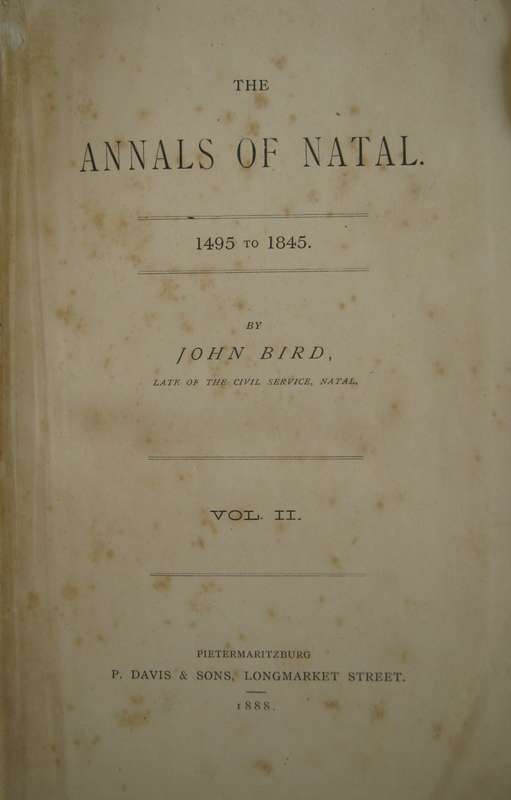 THE
ANNALS OF NATAL.
1495 TO 1845.
BY
JOHN BIRD,
LATE OF THE CIVIL SERVICE, NATAL.
VOL. II.
PIETERMARITZBURG
P. DAVIS & SONS, LONGMARKET STREET.
1888.